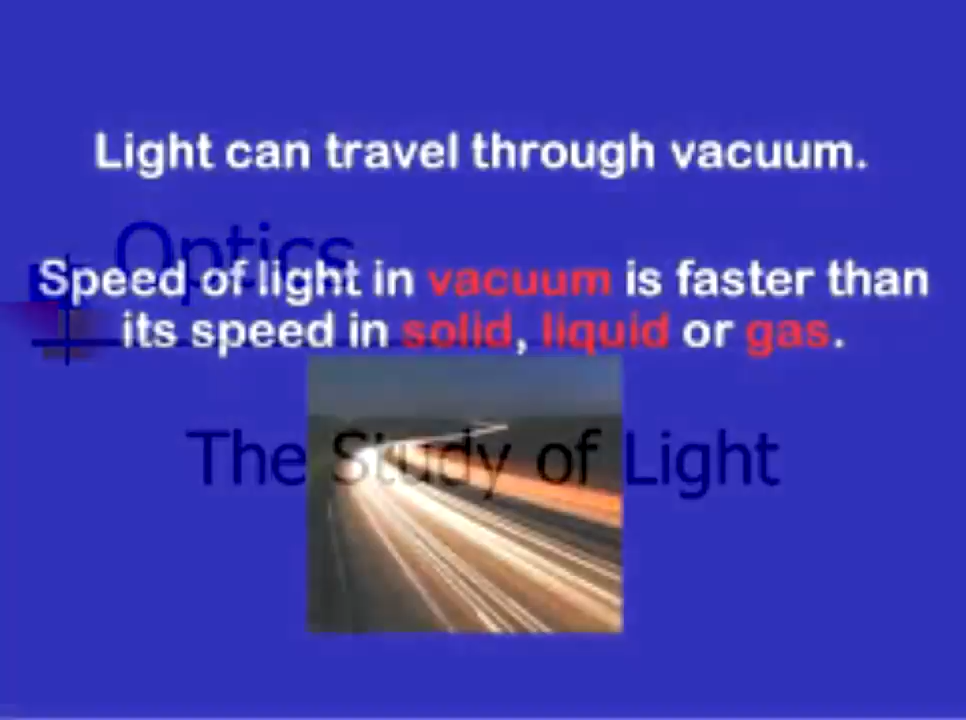 Light can travel through vacuum.
Optics
Speed of light in vacuum is faster than
its speed in solid, liquid or gas.
The Study of Light